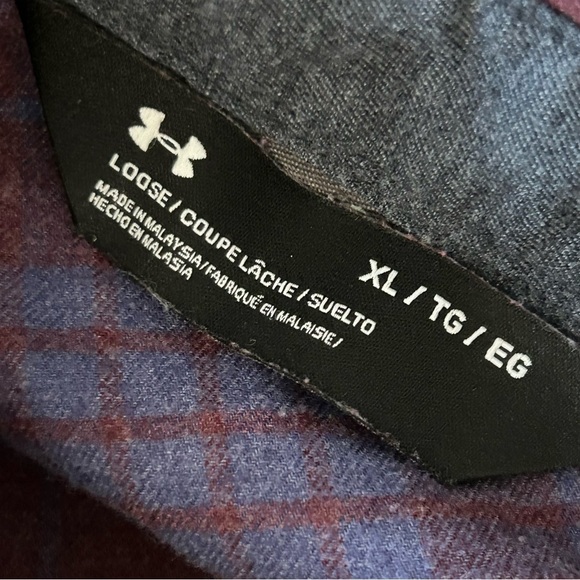 LOOSE / COUPE LÂCHE / SUELTO
MADE IN MALAYSIA / FABRIQUÉ EN MALAISIE /
HECHO EN MALASIA
XL / TG / EG